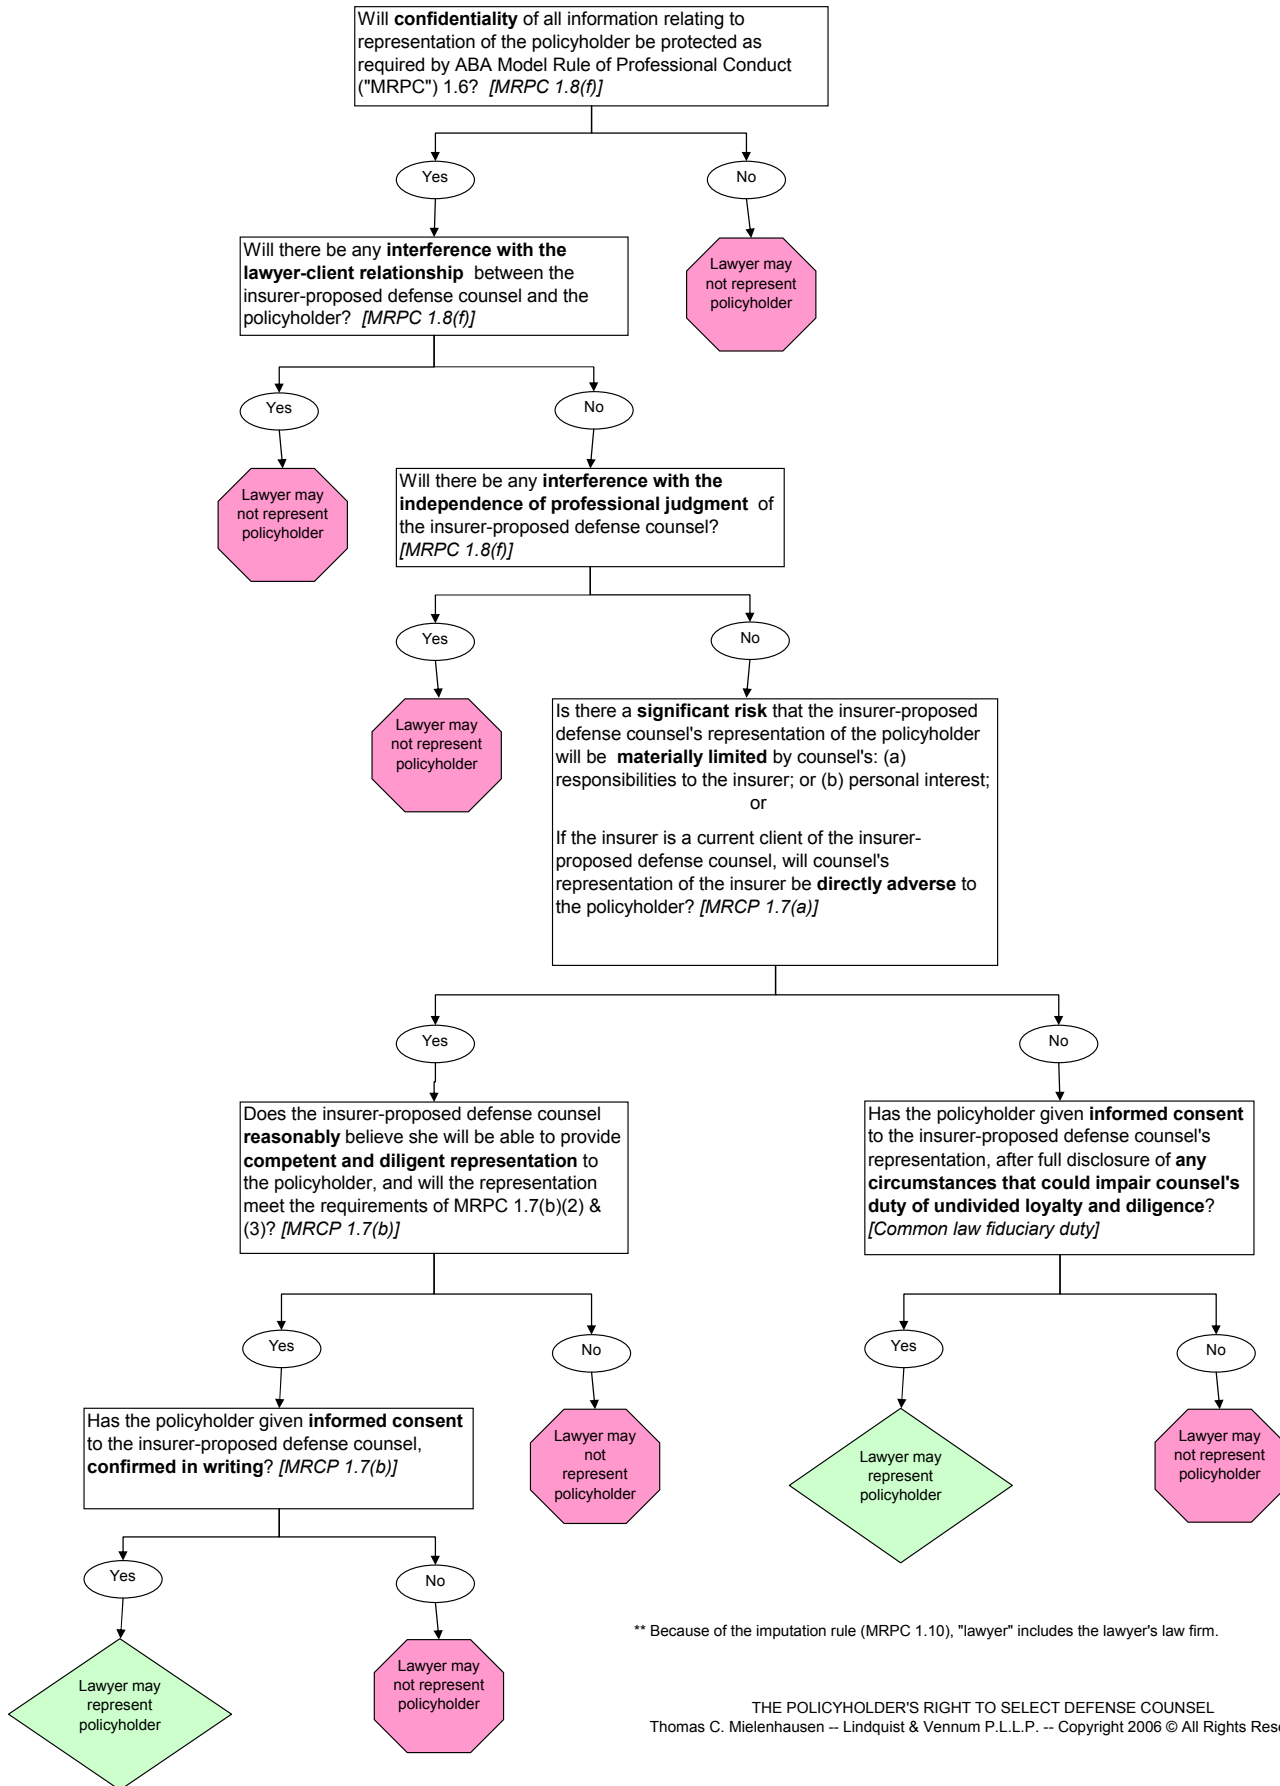 Will confidentiality of all information relating to
representation of the policyholder be protected as
required by ABA Model Rule of Professional Conduct
("MRPC") 1.6? [MRPC 1.8(f)]
Yes
No
Will there be any interference with the
lawyer-client relationship between the
insurer-proposed defense counsel and the
policyholder? [MRPC 1.8(f)]
Lawyer may
not represent
policyholder
Yes
No
Lawyer may
not represent
policyholder
Will there be any interference with the
independence of professional judgment of
the insurer-proposed defense counsel?
[MRPC 1.8(f)]
Yes
No
Lawyer may
not represent
policyholder
Is there a significant risk that the insurer-proposed
defense counsel's representation of the policyholder
will be materially limited by counsel's: (a)
responsibilities to the insurer; or (b) personal interest;
or
If the insurer is a current client of the insurer-
proposed defense counsel, will counsel's
representation of the insurer be directly adverse to
the policyholder? [MRCP 1.7(a)]
Yes
No
Does the insurer-proposed defense counsel
reasonably believe she will be able to provide
competent and diligent representation to
the policyholder, and will the representation
meet the requirements of MRPC 1.7(b)(2) &
(3)? [MRCP 1.7(b)]
Has the policyholder given informed consent
to the insurer-proposed defense counsel's
representation, after full disclosure of any
circumstances that could impair counsel's
duty of undivided loyalty and diligence?
[Common law fiduciary duty]
Yes
No
Yes
No
Has the policyholder given informed consent
to the insurer-proposed defense counsel,
confirmed in writing? [MRCP 1.7(b)]
Lawyer may
not
represent
policyholder
Lawyer may
represent
policyholder
Lawyer may
not represent
policyholder
Yes
No
Lawyer may
represent
policyholder
Lawyer may
not represent
policyholder
** Because of the imputation rule (MRPC 1.10), "lawyer" includes the lawyer's law firm.
THE POLICYHOLDER'S RIGHT TO SELECT DEFENSE COUNSEL
Thomas C. Mielenhausen -- Lindquist & Vennum P.L.L.P. -- Copyright 2006 © All Rights Rese